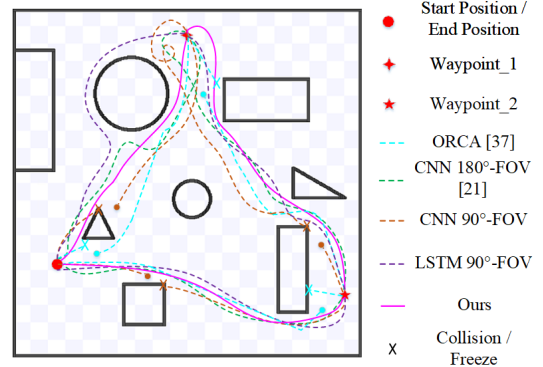 Start Position /
End Position
Waypoint_1
Waypoint_2
ORCA [37]
CNN 180°-FOV
[21]
CNN 90°-FOV
LSTM 90°-FOV
Ours
Collision /
Freeze